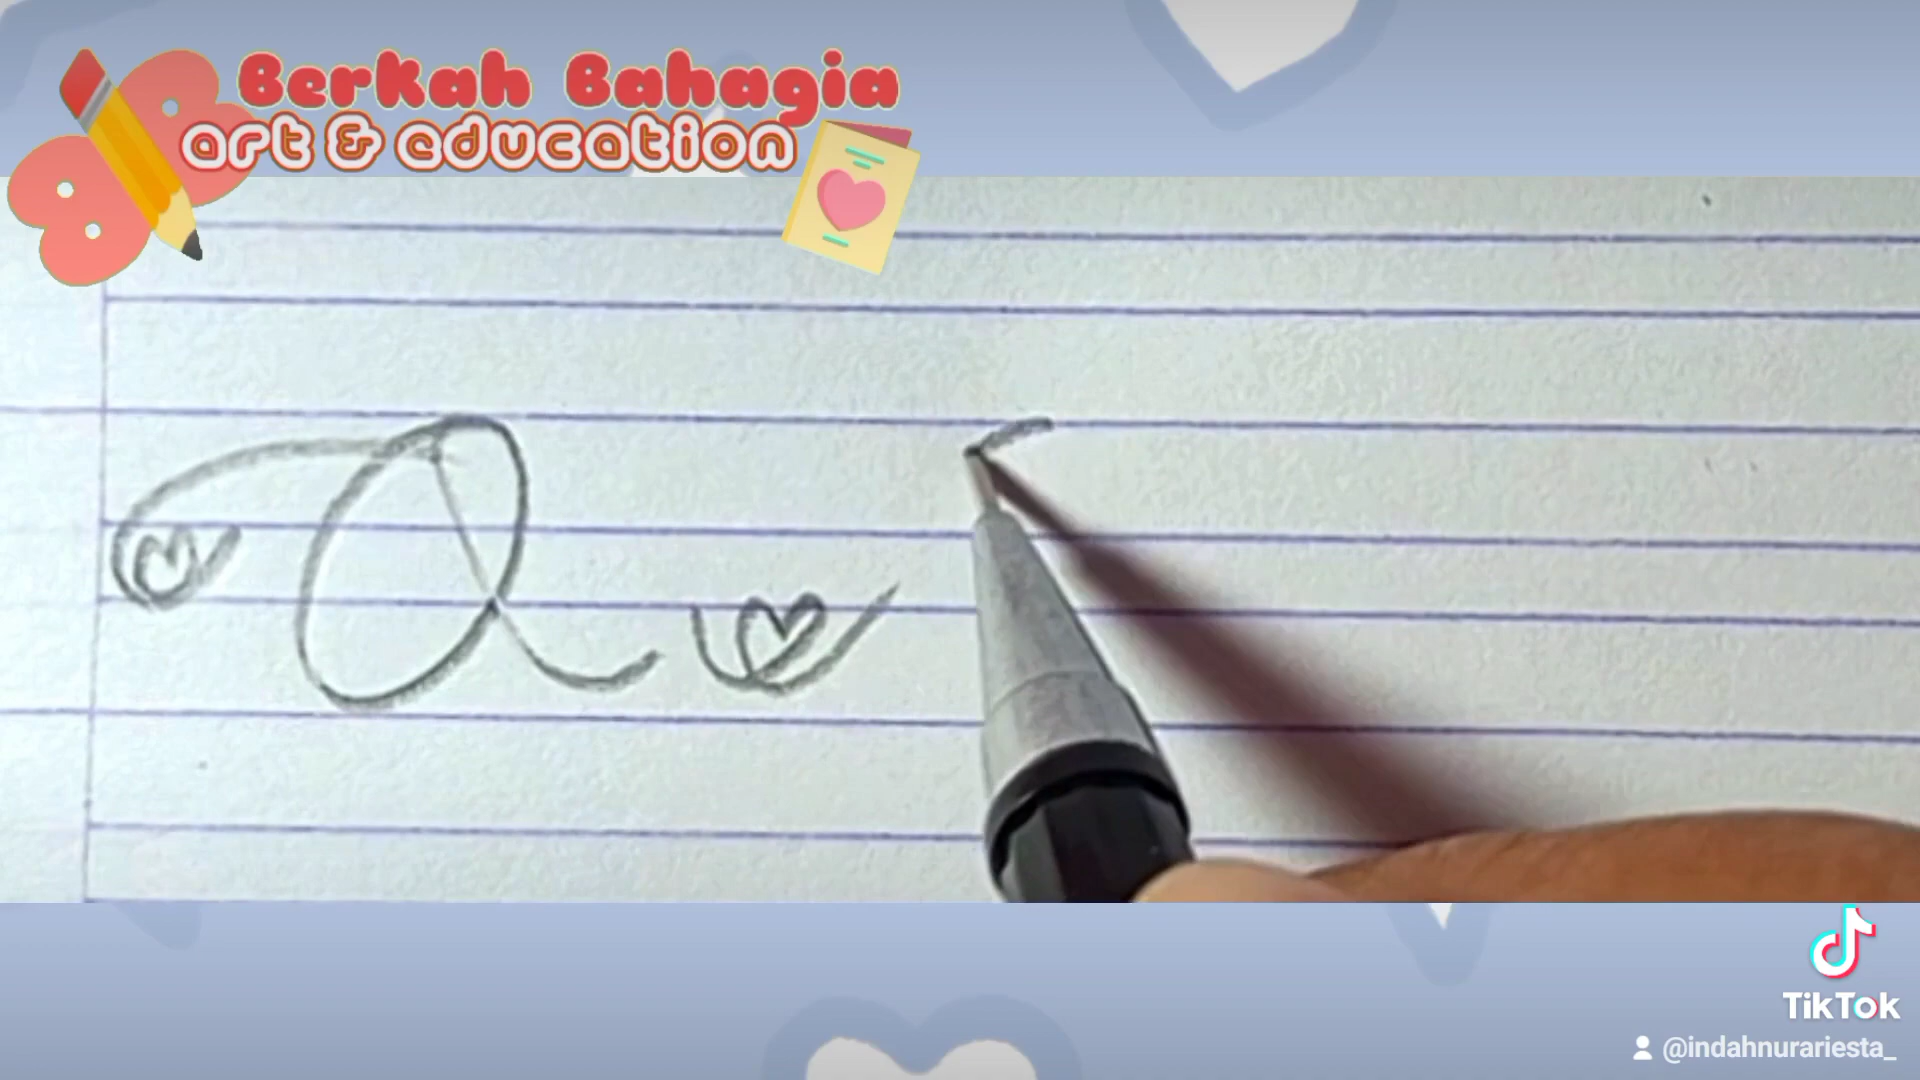 Berkah Bahagia
art & education
a
TikTok
@indahnurariesta_